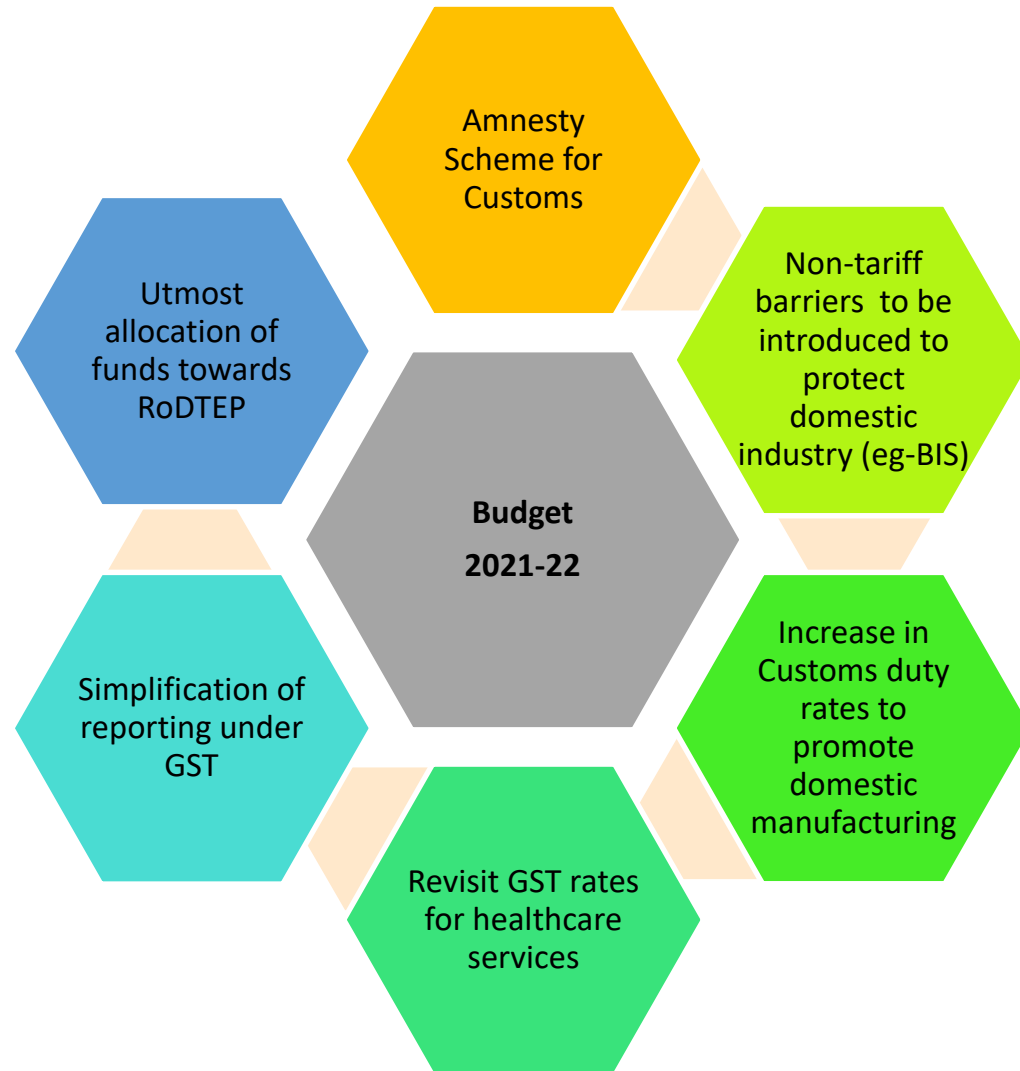 Amnesty
Scheme for
Customs
Non-tariff
barriers  to be
introduced to
protect
domestic
industry (eg-BIS)
Increase in
Customs duty
rates to
promote
domestic
manufacturing
Revisit GST rates
for healthcare
services
Simplification of
reporting under
GST
Utmost
allocation of
funds towards
RoDTEP
Budget
2021-22